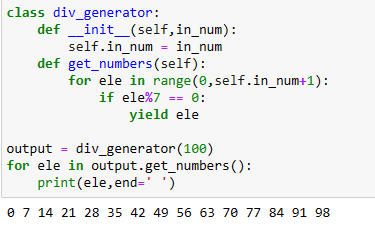 class div_generator:
    def __init__(self,in_num):
        self.in_num = in_num
    def get_numbers(self):
        for ele in range(0,self.in_num+1):
            if ele%7 == 0:
                yield ele

output = div_generator(100)
for ele in output.get_numbers():
    print(ele,end=' ')
0 7 14 21 28 35 42 49 56 63 70 77 84 91 98